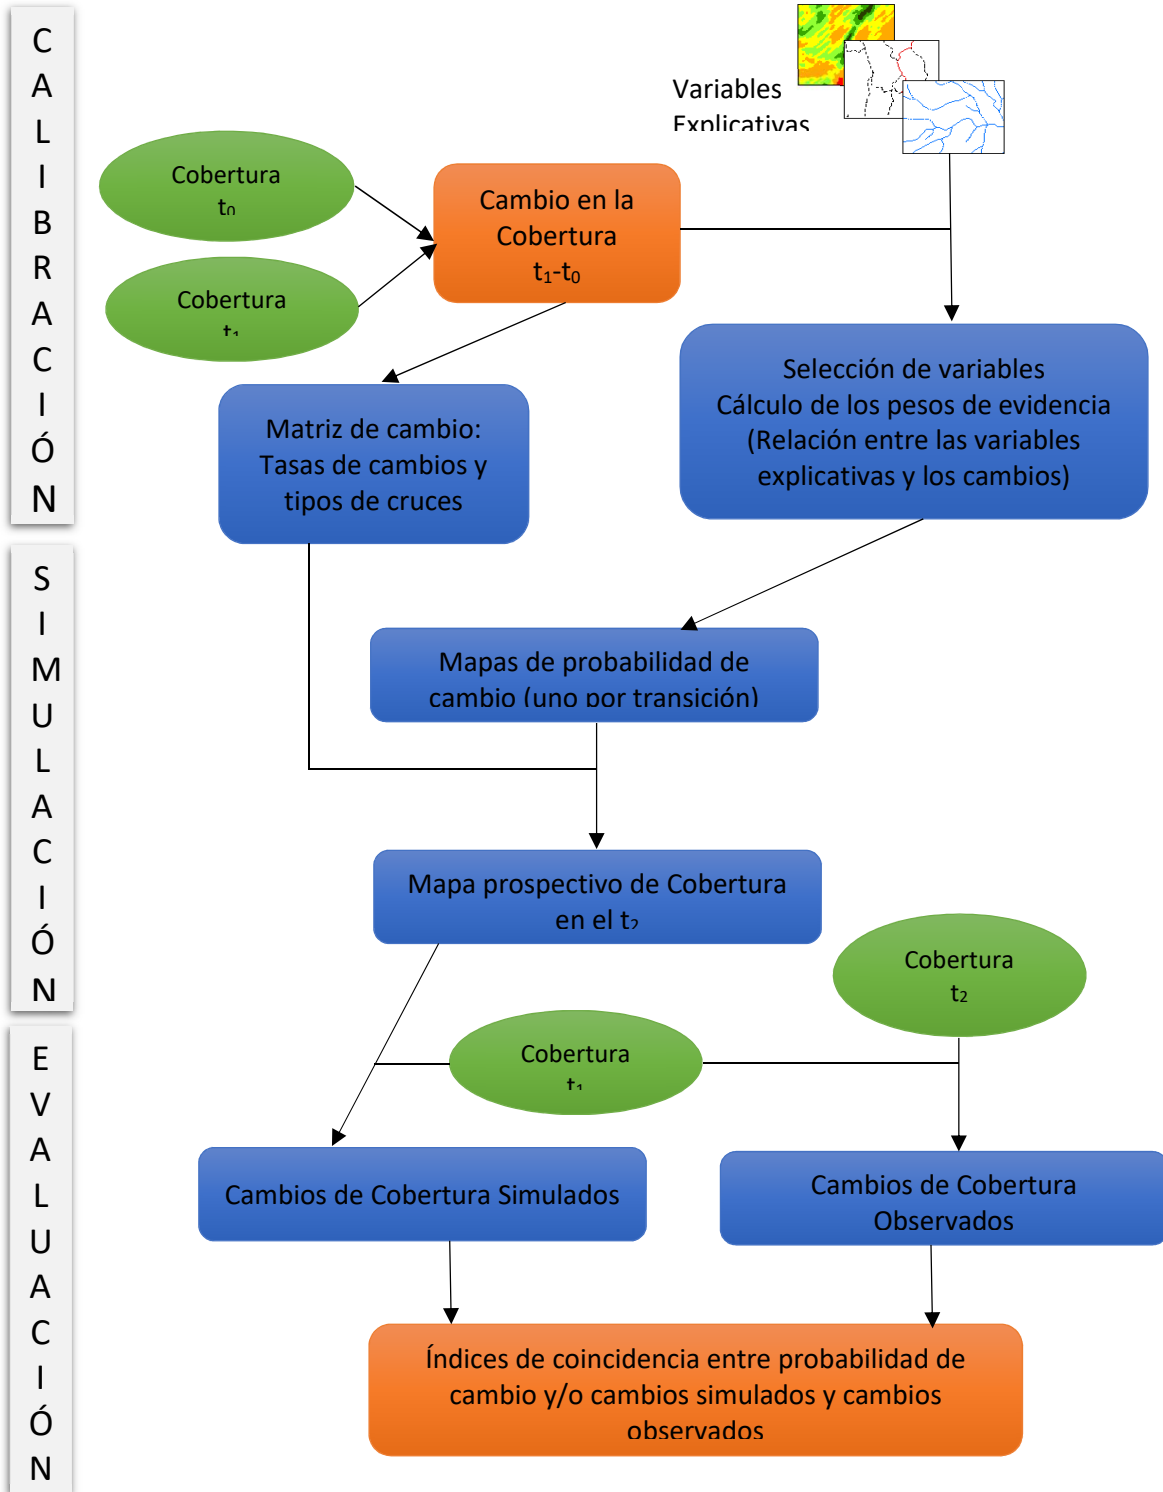 CALIBRACIÓN
Variables
Explicativas
Cobertura
t₀
Cambio en la
Cobertura
t₁-t₀
Cobertura
t₁
Selección de variables
Cálculo de los pesos de evidencia
(Relación entre las variables
explicativas y los cambios)
Matriz de cambio:
Tasas de cambios y
tipos de cruces
SIMULACIÓN
Mapas de probabilidad de
cambio (uno por transición)
Mapa prospectivo de Cobertura
en el t₂
Cobertura
t₂
EVALUACIÓN
Cobertura
t₁
Cambios de Cobertura Simulados
Cambios de Cobertura
Observados
Índices de coincidencia entre probabilidad de
cambio y/o cambios simulados y cambios
observados